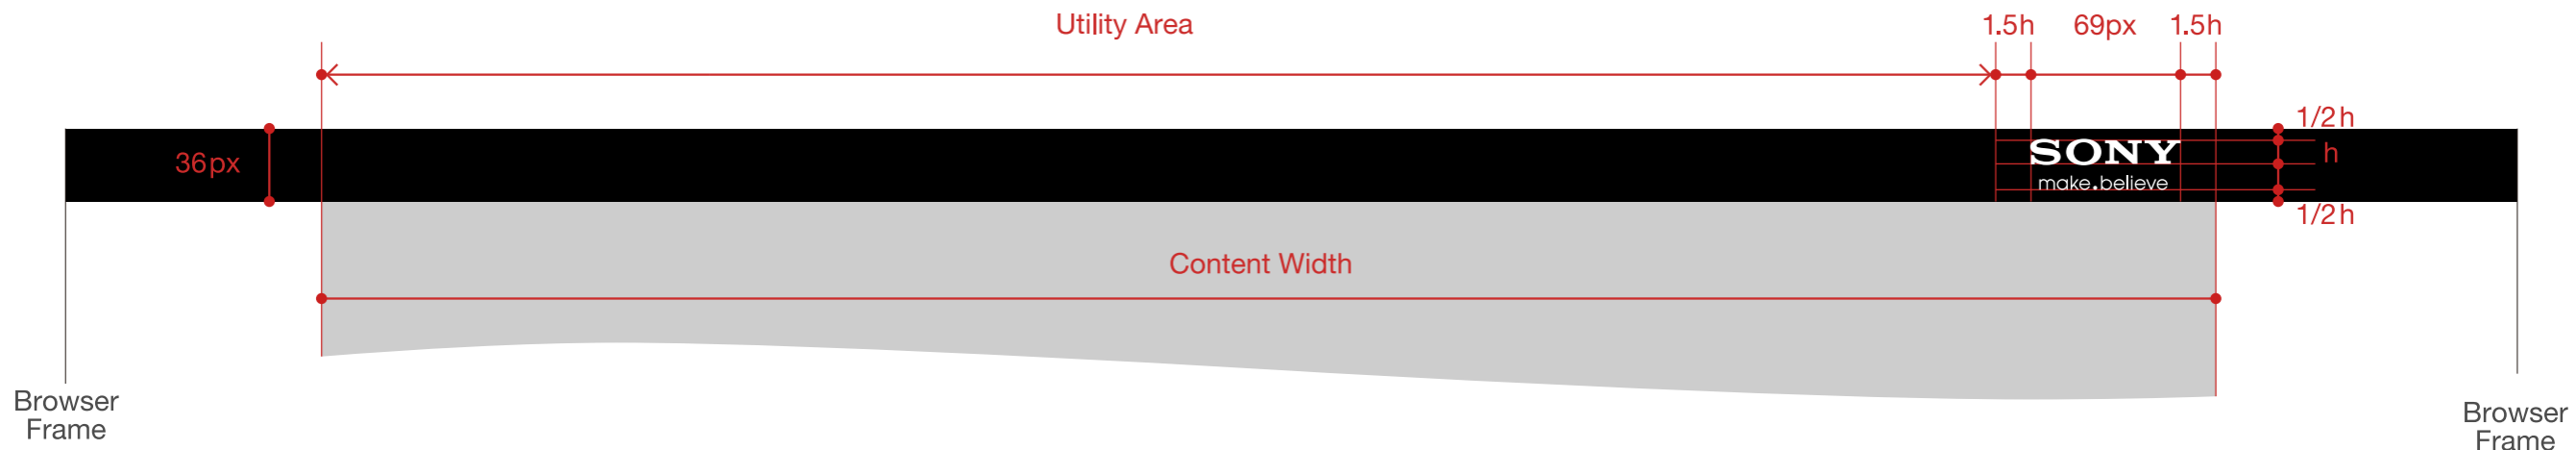 Utility Area
1.5h
69px
1.5h
1/2h
36px
SONY
h
make.believe
1/2h
Content Width
Browser
Frame
Browser
Frame